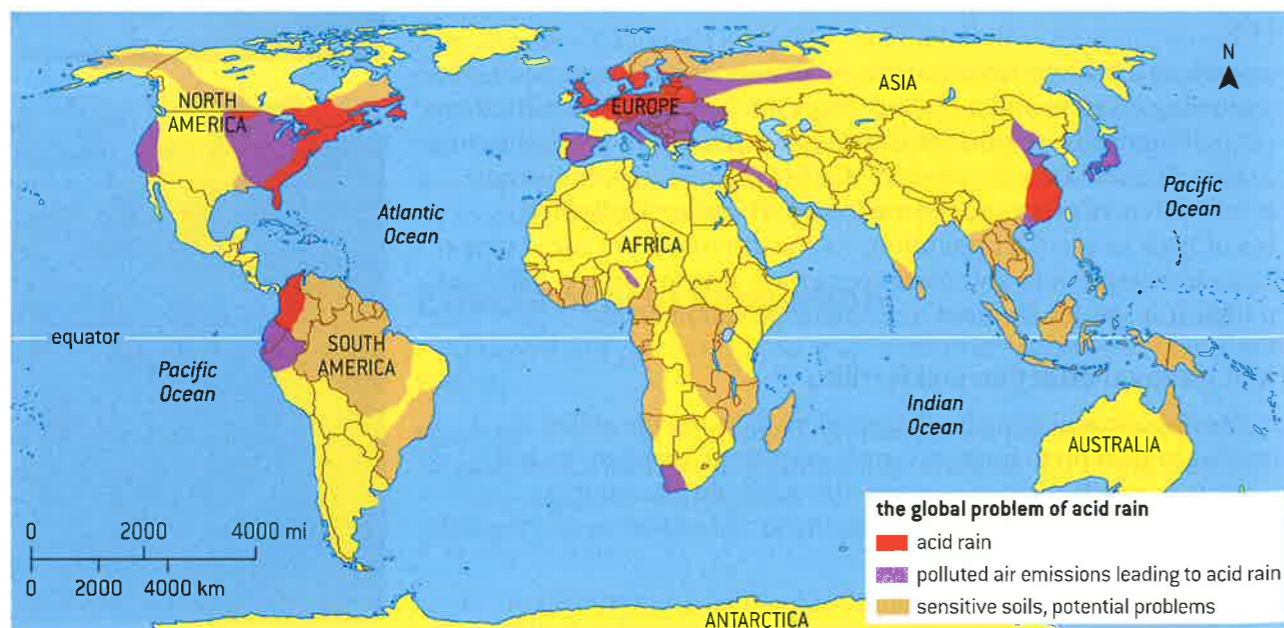 N
NORTH
AMERICA
EUROPE
ASIA
Atlantic
Ocean
Pacific
Ocean
AFRICA
equator
SOUTH
AMERICA
Pacific
Ocean
Indian
Ocean
AUSTRALIA
0 2000 4000 mi
0 2000 4000 km
the global problem of acid rain
acid rain
polluted air emissions leading to acid rain
sensitive soils, potential problems
ANTARCTICA